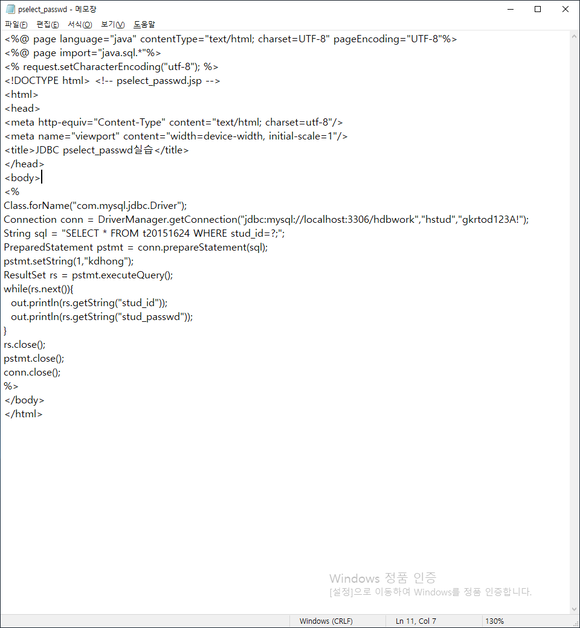 pselect_passwd - 메모장
파일(F) 편집(E) 서식(O) 보기(V) 도움말
<%@ page language="java" contentType="text/html; charset=UTF-8" pageEncoding="UTF-8"%>
<%@ page import="java.sql.*"%>
<% request.setCharacterEncoding("utf-8"); %>
<!DOCTYPE html> <!-- pselect_passwd.jsp -->
<html>
<head>
<meta http-equiv="Content-Type" content="text/html; charset=utf-8"/>
<meta name="viewport" content="width=device-width, initial-scale=1"/>
<title>JDBC pselect_passwd실습</title>
</head>
<body>
<%
Class.forName("com.mysql.jdbc.Driver");
Connection conn = DriverManager.getConnection("jdbc:mysql://localhost:3306/hdbwork","hstud","gkrtod123A!");
String sql = "SELECT * FROM t20151624 WHERE stud_id=?;";
PreparedStatement pstmt = conn.prepareStatement(sql);
pstmt.setString(1,"kdhong");
ResultSet rs = pstmt.executeQuery();
while(rs.next()){
   out.println(rs.getString("stud_id"));
   out.println(rs.getString("stud_passwd"));
}
rs.close();
pstmt.close();
conn.close();
%>
</body>
</html>
Windows 정품 인증
[설정]으로 이동하여 Windows를 정품 인증합니다.
Windows (CRLF) Ln 11, Col 7 130%